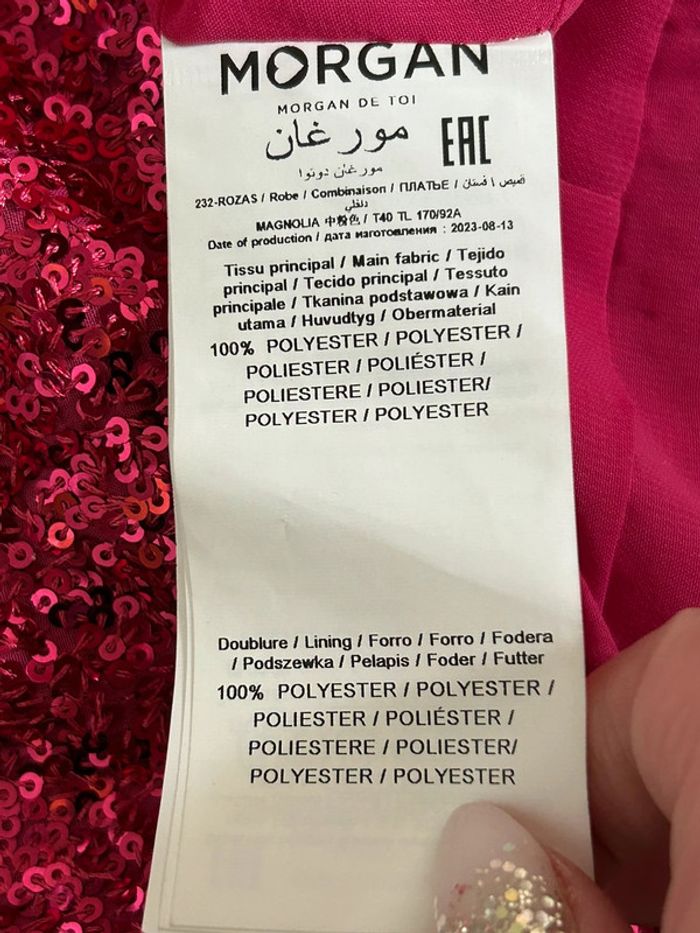 MORGAN
MORGAN DE TOI
مورغان
EAC
مورغان دوتوا
232-ROZAS / Robe / Combinaison / ПЛАТЬЕ / قميص | فستان
داخلي
MAGNOLIA 中粉色 / T40 TL 170/92A
Date of production / дата изготовления : 2023-08-13
Tissu principal / Main fabric / Tejido
principal / Tecido principal / Tessuto
principale / Tkanina podstawowa / Kain
utama / Huvudtyg / Obermaterial
100% POLYESTER / POLYESTER /
POLIESTER / POLIÉSTER /
POLIESTERE / POLIESTER/
POLYESTER / POLYESTER
Doublure / Lining / Forro / Forro / Fodera
/ Podszewka / Pelapis / Foder / Futter
100% POLYESTER / POLYESTER /
POLIESTER / POLIÉSTER /
POLIESTERE / POLIESTER/
POLYESTER / POLYESTER